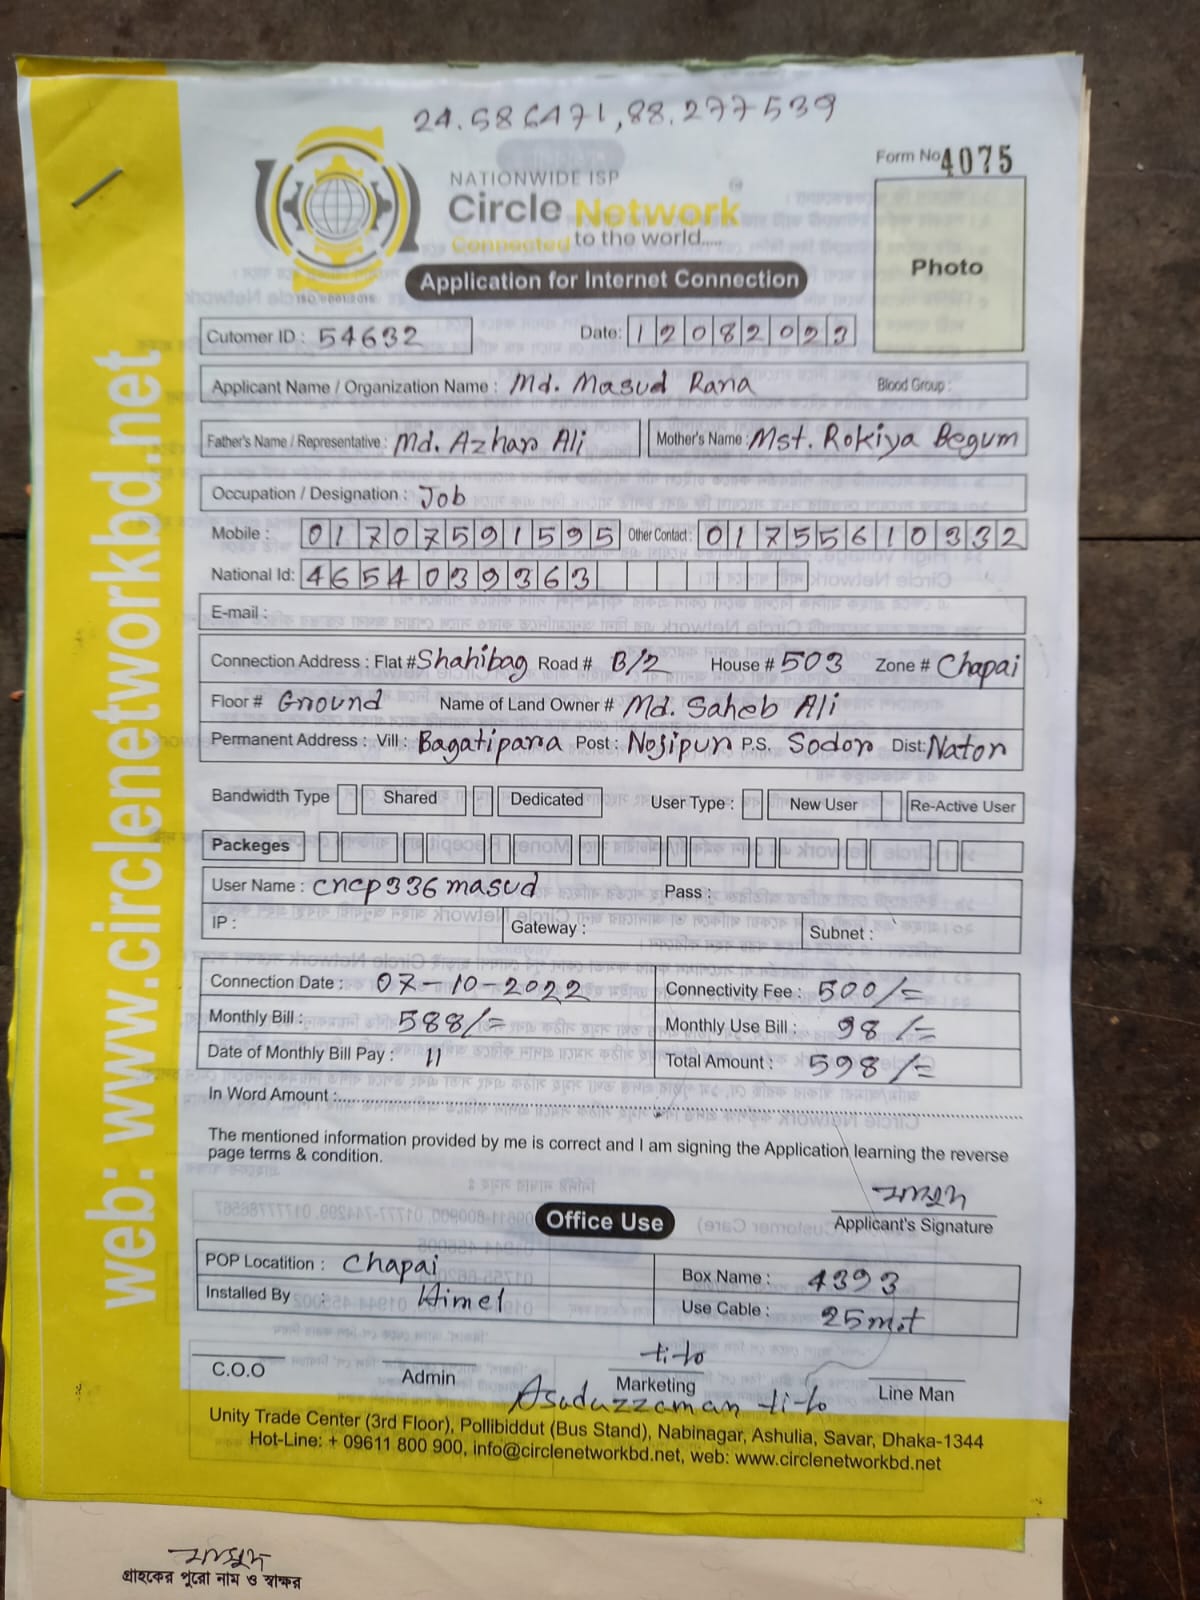 24.586471,88.277539
Form No 4075
NATIONWIDE ISP
Circle Network
Connected to the world.....
ISO 9001:2015
Photo
Application for Internet Connection
Cutomer ID : 54632 Date: 12082023
Applicant Name / Organization Name : Md. Masud Rana Blood Group :
Father's Name / Representative : Md. Azhar Ali Mother's Name : Mst. Rokiya Begum
Occupation / Designation : Job
Mobile : 01707591595 Other Contact : 01755610332
National Id: 4654039363
E-mail :
Connection Address : Flat # Shahibag Road # B/2 House # 503 Zone # Chapai
Floor # Ground Name of Land Owner # Md. Saheb Ali
Permanent Address : Vill : Bagatipara Post : Nojipur P.S. Sodor Dist: Nator
Bandwidth Type Shared Dedicated User Type : New User Re-Active User
Packeges
User Name : cncp336masud Pass :
IP : Gateway : Subnet :
Connection Date : 07-10-2022 Connectivity Fee : 500/=
Monthly Bill : 588/= Monthly Use Bill : 98/=
Date of Monthly Bill Pay : 11 Total Amount : 598/=
In Word Amount :
The mentioned information provided by me is correct and I am signing the Application learning the reverse
page terms & condition.
মাসুদ
Applicant's Signature
Office Use
POP Locatition : Chapai Box Name : 4393
Installed By : Himel Use Cable : 25mt
tito
C.O.O Admin Marketing Line Man
Asaduzzaman tito
Unity Trade Center (3rd Floor), Pollibiddut (Bus Stand), Nabinagar, Ashulia, Savar, Dhaka-1344
Hot-Line: + 09611 800 900, info@circlenetworkbd.net, web: www.circlenetworkbd.net
web: www.circlenetworkbd.net
মাসুদ
গ্রাহকের পুরো নাম ও স্বাক্ষর